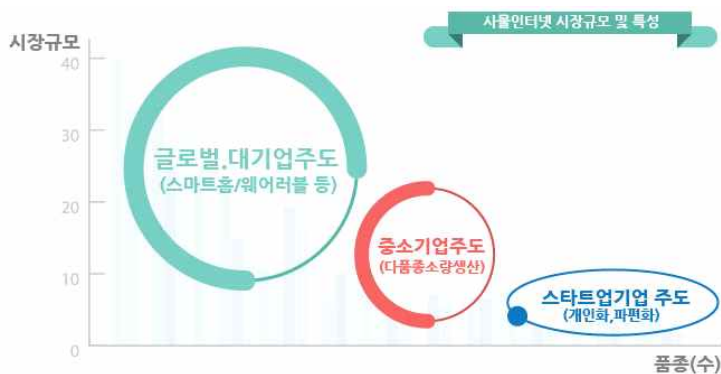 사물인터넷 시장규모 및 특성
시장규모
40
30
20
10
0
글로벌.대기업주도
(스마트홈/웨어러블 등)
중소기업주도
(다품종소량생산)
스타트업기업 주도
(개인화,파편화)
품종(수)